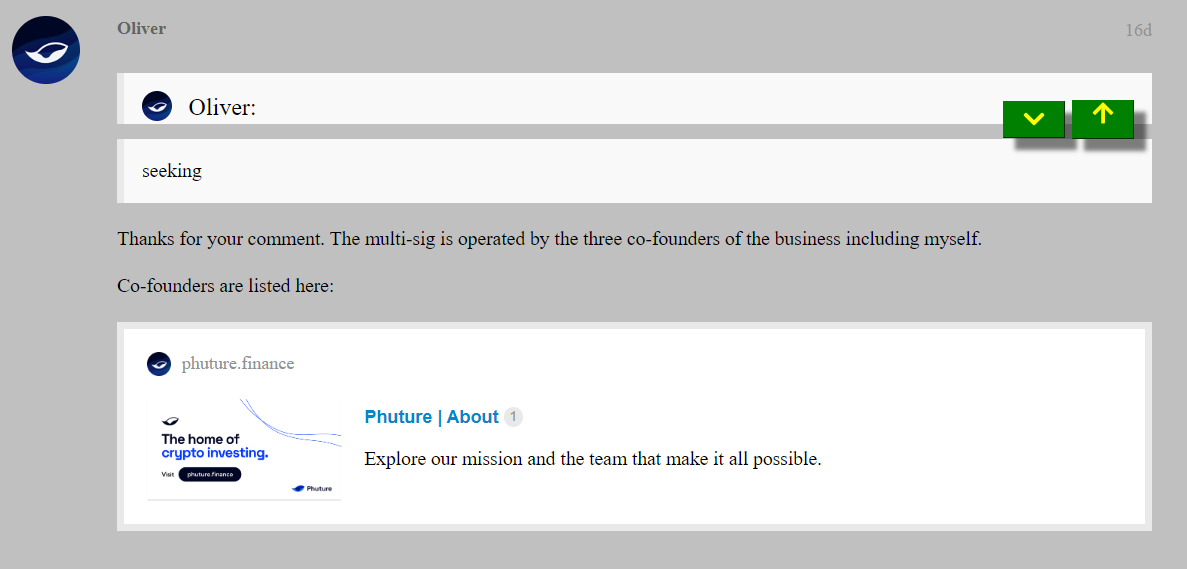 Oliver
16d
Oliver:
seeking
Thanks for your comment. The multi-sig is operated by the three co-founders of the business including myself.
Co-founders are listed here:
phuture.finance
The home of
crypto investing.
Visit phuture.finance
Phuture
Phuture | About 1
Explore our mission and the team that make it all possible.